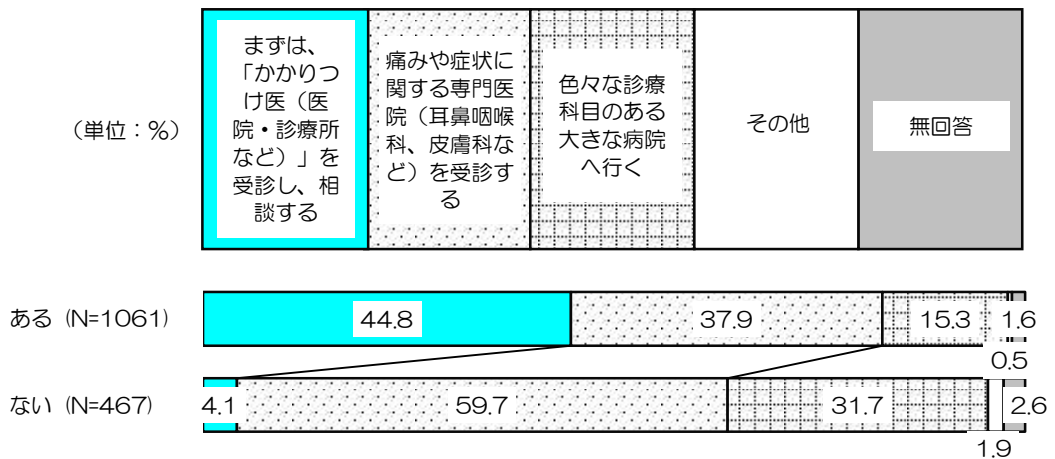 （単位：％）
まずは、
「かかりつ
け医（医
院・診療所
など）」を
受診し、相
談する
痛みや症状に
関する専門医
院（耳鼻咽喉
科、皮膚科な
ど）を受診す
る
色々な診療
科目のある
大きな病院
へ行く
その他
無回答
ある (N=1061)
44.8
37.9
15.3
1.6
0.5
ない (N=467)
4.1
59.7
31.7
2.6
1.9